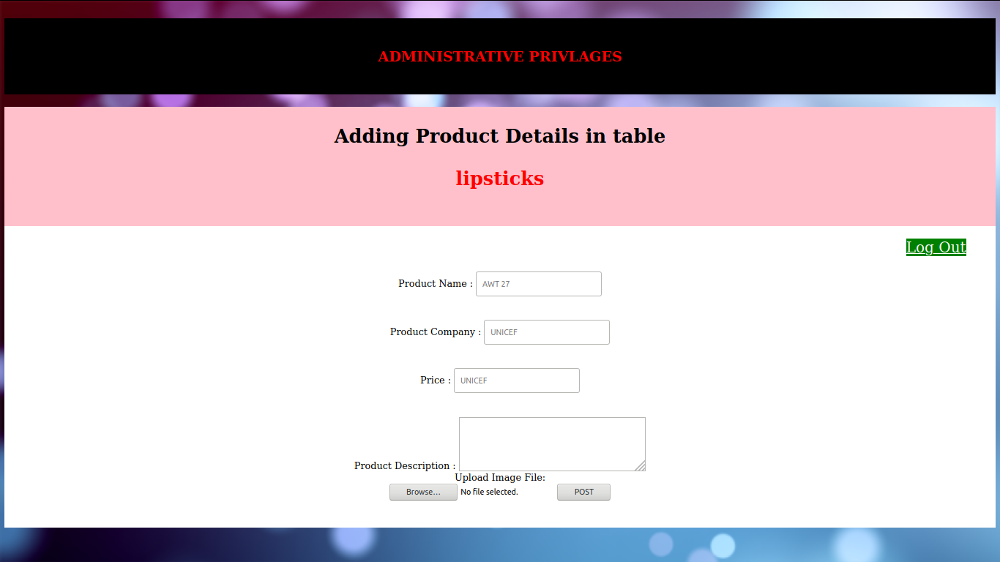 ADMINISTRATIVE PRIVLAGES
Adding Product Details in table
lipsticks
Log Out
Product Name : AWT 27
Product Company : UNICEF
Price : UNICEF
Product Description :
Upload Image File:
Browse... No file selected. POST